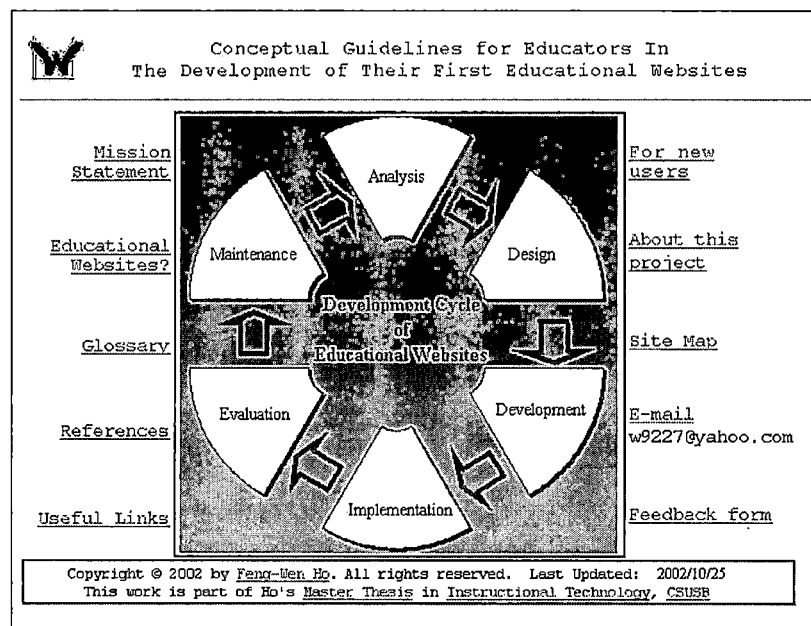 W
Conceptual Guidelines for Educators In
The Development of Their First Educational Websites
Mission
Statement
Educational
Websites?
Glossary
References
Useful Links
Analysis
Design
Development
Implementation
Evaluation
Maintenance
Development Cycle
of
Educational Websites
For new
users
About this
project
Site Map
E-mail
w9227@yahoo.com
Feedback form
Copyright © 2002 by Feng-Wen Ho. All rights reserved. Last Updated: 2002/10/25
This work is part of Ho's Master Thesis in Instructional Technology, CSUSB